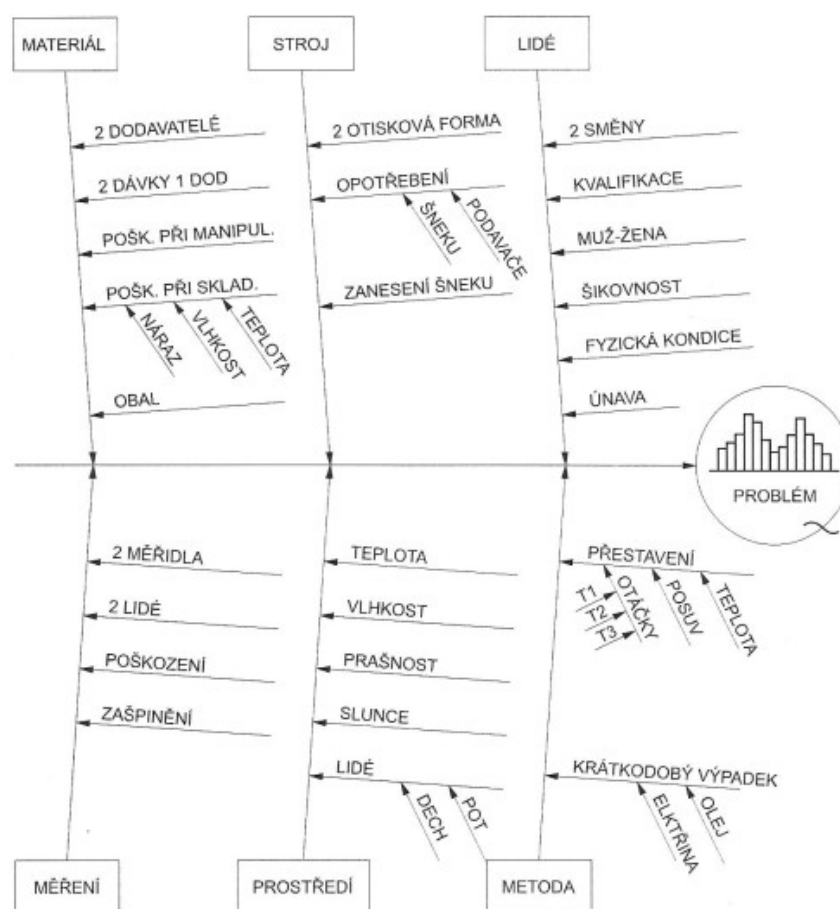 MATERIÁL
STROJ
LIDÉ
2 DODAVATELÉ
2 DÁVKY 1 DOD
POŠK. PŘI MANIPUL.
POŠK. PŘI SKLAD.
NÁRAZ
VLHKOST
TEPLOTA
OBAL
2 OTISKOVÁ FORMA
OPOTŘEBENÍ
ŠNEKU
PODAVAČE
ZANESENÍ ŠNEKU
2 SMĚNY
KVALIFIKACE
MUŽ-ŽENA
ŠIKOVNOST
FYZICKÁ KONDICE
ÚNAVA
PROBLÉM
2 MĚŘIDLA
2 LIDÉ
POŠKOZENÍ
ZAŠPINĚNÍ
TEPLOTA
VLHKOST
PRAŠNOST
SLUNCE
LIDÉ
DECH
POT
PŘESTAVENÍ
T1
T2
T3
OTÁČKY
POSUV
TEPLOTA
KRÁTKODOBÝ VÝPADEK
ELKTŘINA
OLEJ
MĚŘENÍ
PROSTŘEDÍ
METODA